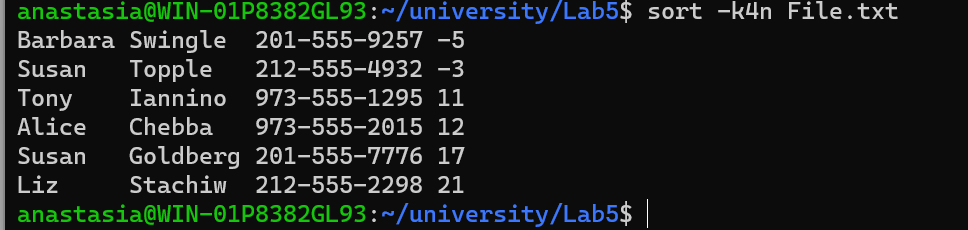 anastasia@WIN-01P8382GL93:~/university/Lab5$ sort -k4n File.txt
Barbara Swingle  201-555-9257 -5
Susan   Topple   212-555-4932 -3
Tony    Iannino  973-555-1295 11
Alice   Chebba   973-555-2015 12
Susan   Goldberg 201-555-7776 17
Liz     Stachiw  212-555-2298 21
anastasia@WIN-01P8382GL93:~/university/Lab5$